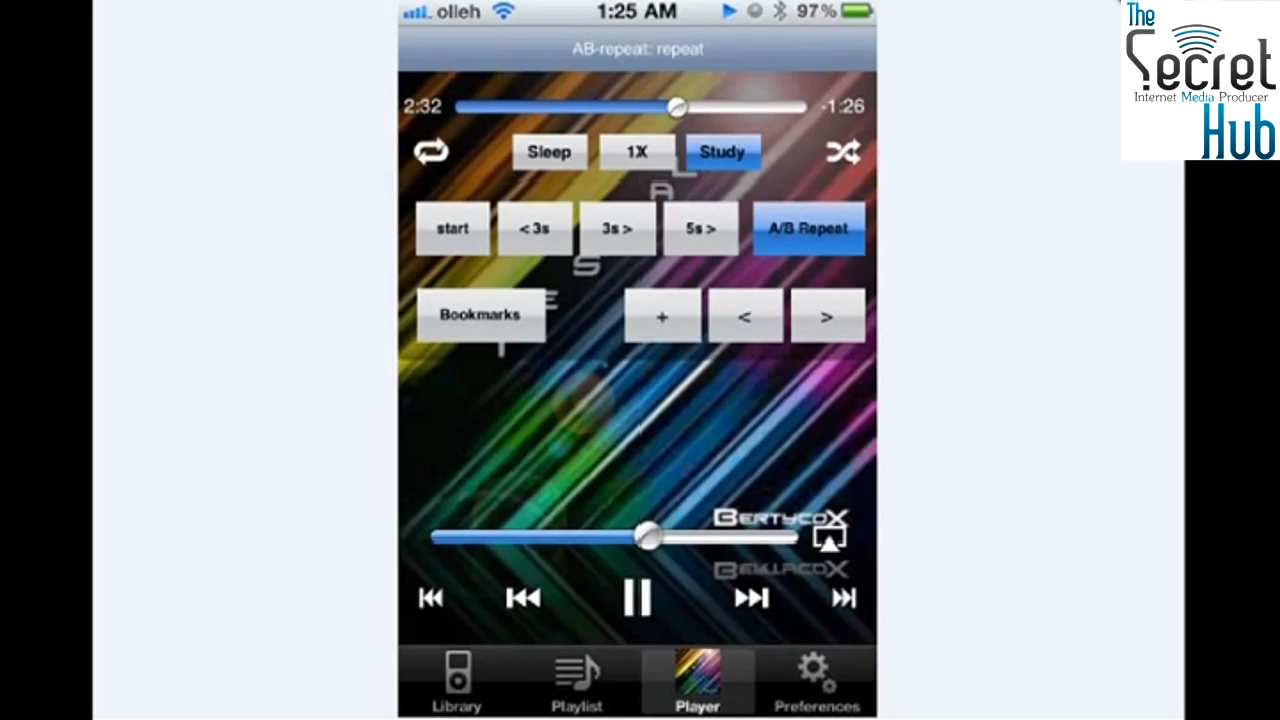 olleh 1:25 AM 97%
AB-repeat: repeat
2:32 -1:26
Sleep 1X Study
start < 3s 3s > 5s > A/B Repeat
Bookmarks + < >
BERTYCOX
Library Playlist Player Preferences
The
Secret
Internet Media Producer
Hub